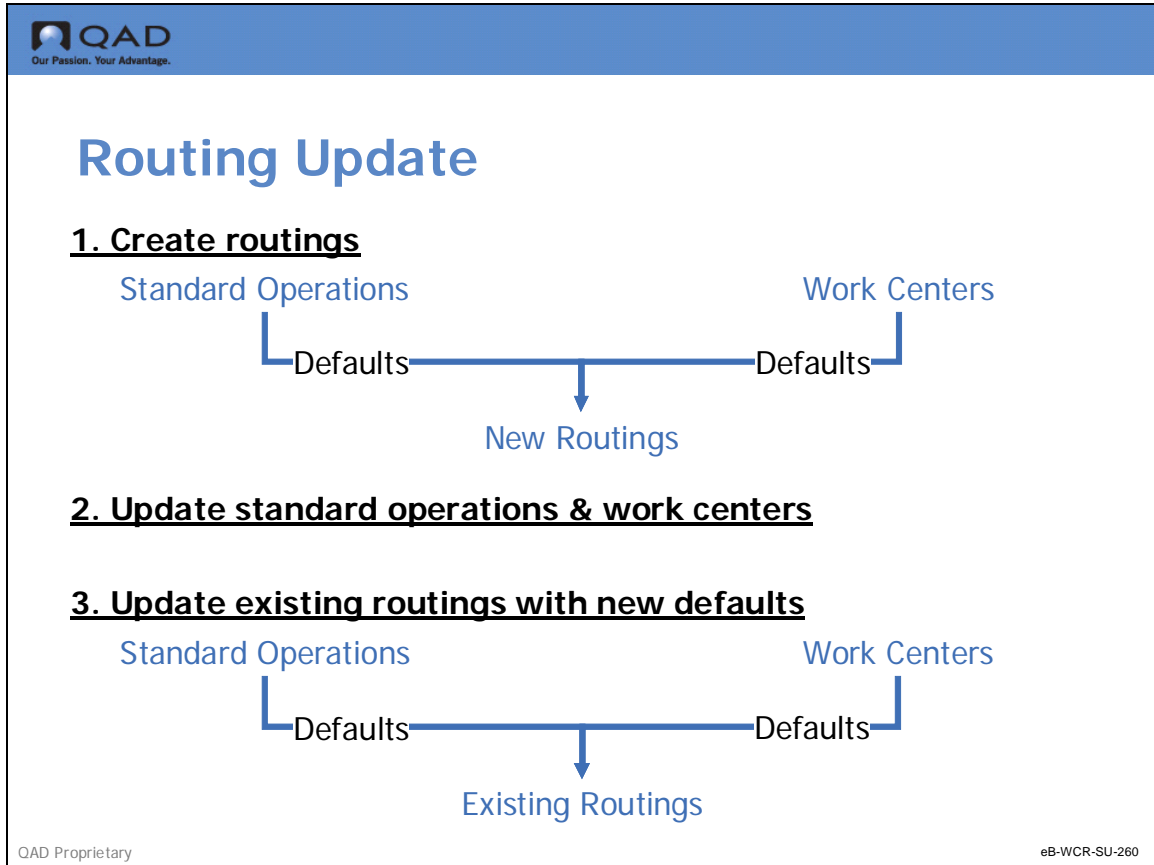 QAD
Our Passion. Your Advantage.
Routing Update
1. Create routings
Standard Operations Work Centers
Defaults Defaults
New Routings
2. Update standard operations & work centers
3. Update existing routings with new defaults
Standard Operations Work Centers
Defaults Defaults
Existing Routings
QAD Proprietary eB-WCR-SU-260